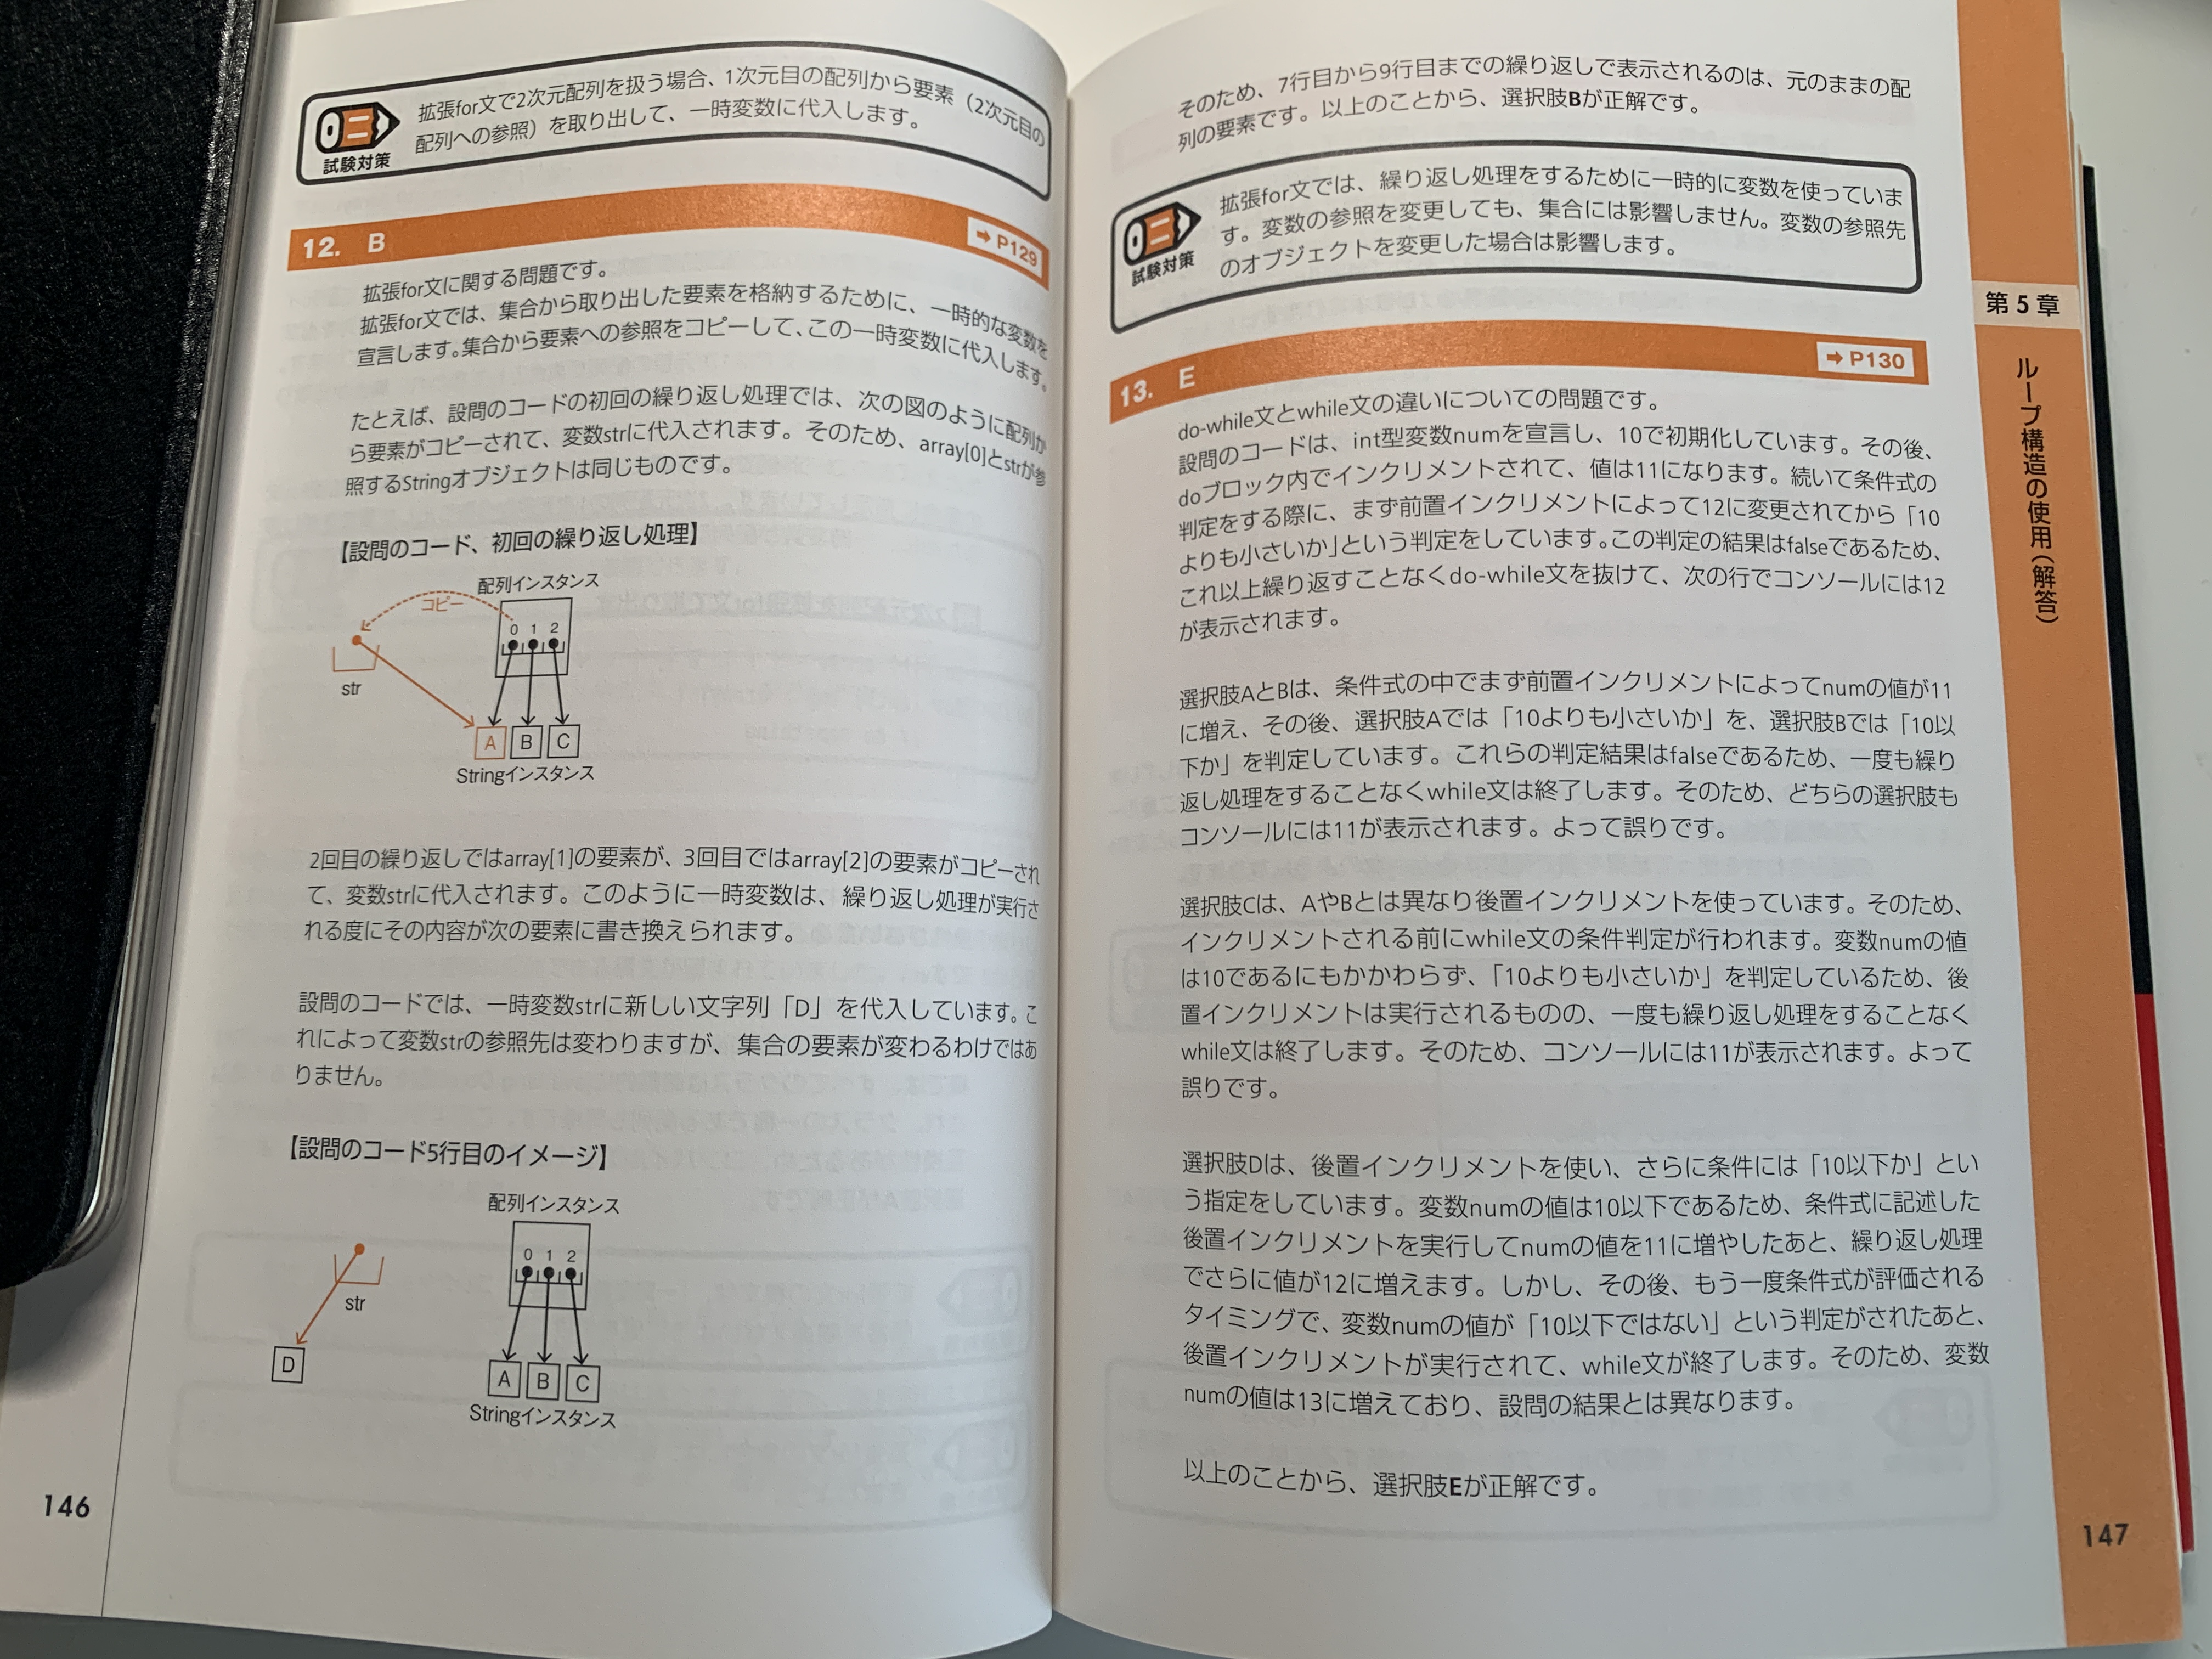 拡張for文で2次元配列を扱う場合、1次元目の配列から要素（2次元目の
配列への参照）を取り出して、一時変数に代入します。
試験対策
12. B
➡P129
拡張for文に関する問題です。
拡張for文では、集合から取り出した要素を格納するために、一時的な変数を
宣言します。集合から要素への参照をコピーして、この一時変数に代入します。
たとえば、設問のコードの初回の繰り返し処理では、次の図のように配列か
ら要素がコピーされて、変数strに代入されます。そのため、array[0]とstrが参
照するStringオブジェクトは同じものです。
【設問のコード、初回の繰り返し処理】
配列インスタンス
コピー
0 1 2
str
A B C
Stringインスタンス
2回目の繰り返しではarray[1]の要素が、3回目ではarray[2]の要素がコピーされ
て、変数strに代入されます。このように一時変数は、繰り返し処理が実行さ
れる度にその内容が次の要素に書き換えられます。
設問のコードでは、一時変数strに新しい文字列「D」を代入しています。こ
れによって変数strの参照先は変わりますが、集合の要素が変わるわけではあ
りません。
【設問のコード5行目のイメージ】
配列インスタンス
0 1 2
str
D
A B C
Stringインスタンス
146
そのため、7行目から9行目までの繰り返しで表示されるのは、元のままの配
列の要素です。以上のことから、選択肢Bが正解です。
拡張for文では、繰り返し処理をするために一時的に変数を使っていま
す。変数の参照を変更しても、集合には影響しません。変数の参照先
のオブジェクトを変更した場合は影響します。
試験対策
13. E
➡P130
do-while文とwhile文の違いについての問題です。
設問のコードは、int型変数numを宣言し、10で初期化しています。その後、
doブロック内でインクリメントされて、値は11になります。続いて条件式の
判定をする際に、まず前置インクリメントによって12に変更されてから「10
よりも小さいか」という判定をしています。この判定の結果はfalseであるため、
これ以上繰り返すことなくdo-while文を抜けて、次の行でコンソールには12
が表示されます。
選択肢AとBは、条件式の中でまず前置インクリメントによってnumの値が11
に増え、その後、選択肢Aでは「10よりも小さいか」を、選択肢Bでは「10以
下か」を判定しています。これらの判定結果はfalseであるため、一度も繰り
返し処理をすることなくwhile文は終了します。そのため、どちらの選択肢も
コンソールには11が表示されます。よって誤りです。
選択肢Cは、AやBとは異なり後置インクリメントを使っています。そのため、
インクリメントされる前にwhile文の条件判定が行われます。変数numの値
は10であるにもかかわらず、「10よりも小さいか」を判定しているため、後
置インクリメントは実行されるものの、一度も繰り返し処理をすることなく
while文は終了します。そのため、コンソールには11が表示されます。よって
誤りです。
選択肢Dは、後置インクリメントを使い、さらに条件には「10以下か」とい
う指定をしています。変数numの値は10以下であるため、条件式に記述した
後置インクリメントを実行してnumの値を11に増やしたあと、繰り返し処理
でさらに値が12に増えます。しかし、その後、もう一度条件式が評価される
タイミングで、変数numの値が「10以下ではない」という判定がされたあと、
後置インクリメントが実行されて、while文が終了します。そのため、変数
numの値は13に増えており、設問の結果とは異なります。
以上のことから、選択肢Eが正解です。
第5章
ループ構造の使用（解答）
147